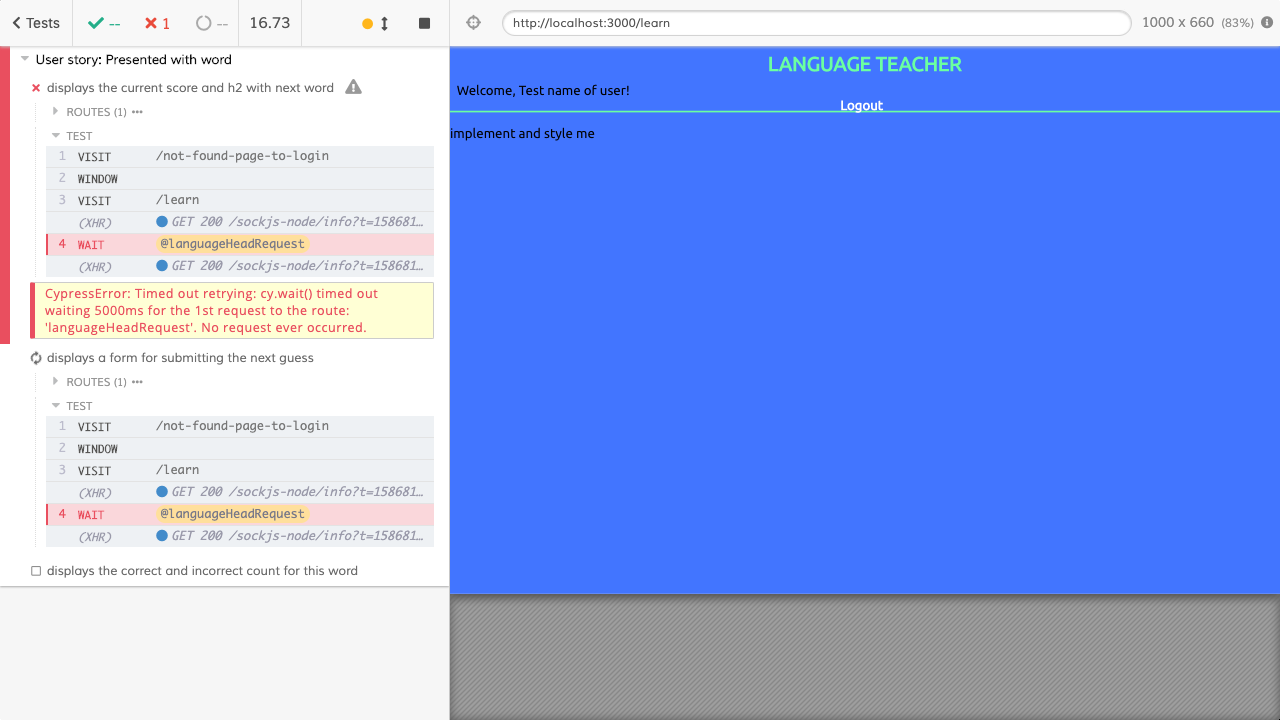 Tests
--
1
--
16.73
http://localhost:3000/learn
1000 x 660 (83%)
User story: Presented with word
displays the current score and h2 with next word
ROUTES (1)
TEST
1 VISIT /not-found-page-to-login
2 WINDOW
3 VISIT /learn
(XHR) GET 200 /sockjs-node/info?t=158681…
4 WAIT @languageHeadRequest
(XHR) GET 200 /sockjs-node/info?t=158681…
CypressError: Timed out retrying: cy.wait() timed out
waiting 5000ms for the 1st request to the route:
'languageHeadRequest'. No request ever occurred.
displays a form for submitting the next guess
ROUTES (1)
TEST
1 VISIT /not-found-page-to-login
2 WINDOW
3 VISIT /learn
(XHR) GET 200 /sockjs-node/info?t=158681…
4 WAIT @languageHeadRequest
(XHR) GET 200 /sockjs-node/info?t=158681…
displays the correct and incorrect count for this word
LANGUAGE TEACHER
Welcome, Test name of user!
Logout
implement and style me